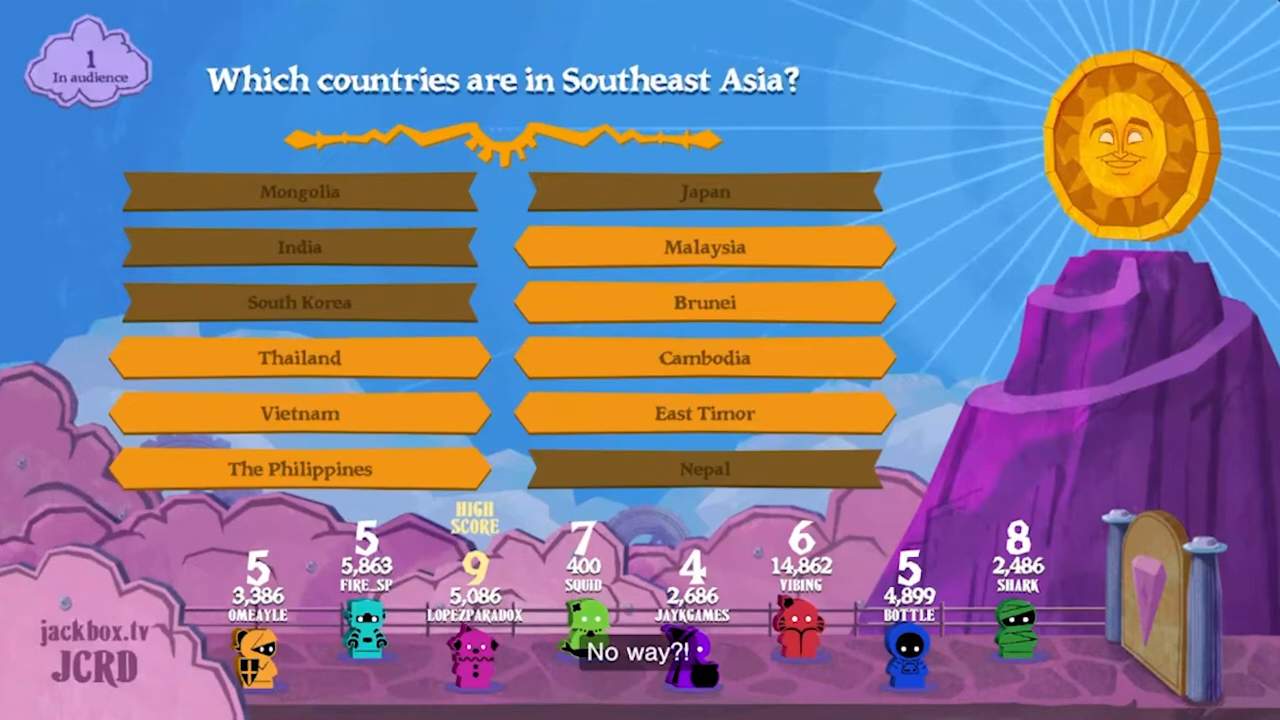 1
In audience
Which countries are in Southeast Asia?
Mongolia
Japan
India
Malaysia
South Korea
Brunei
Thailand
Cambodia
Vietnam
East Timor
The Philippines
Nepal
5
3,386
OMEAYLE
5
5,863
FIRE_SP
HIGH
SCORE
9
5,086
LOPEZPARADOX
7
400
SQUID
4
2,686
JAYKGAMES
6
14,862
VIBING
5
4,899
BOTTLE
8
2,486
SHARK
jackbox.tv
JCRD
No way?!